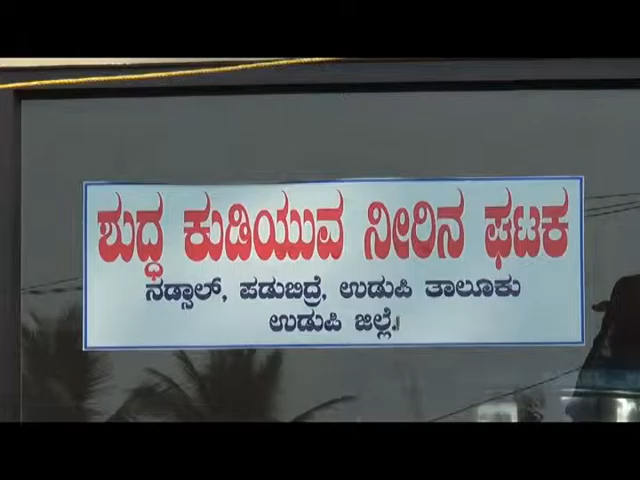 ಶುದ್ಧ ಕುಡಿಯುವ ನೀರಿನ ಘಟಕ
ನಡ್ಸಾಲ್, ಪಡುಬಿದ್ರೆ, ಉಡುಪಿ ತಾಲೂಕು
ಉಡುಪಿ ಜಿಲ್ಲೆ.